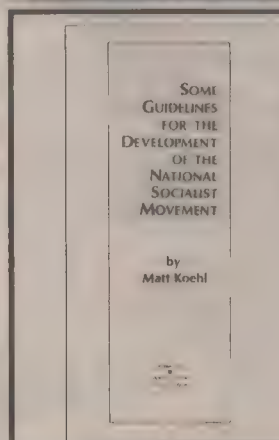 SOME
GUIDELINES
FOR THE
DEVELOPMENT
OF THE
NATIONAL
SOCIALIST
MOVEMENT
by
Matt Koehl